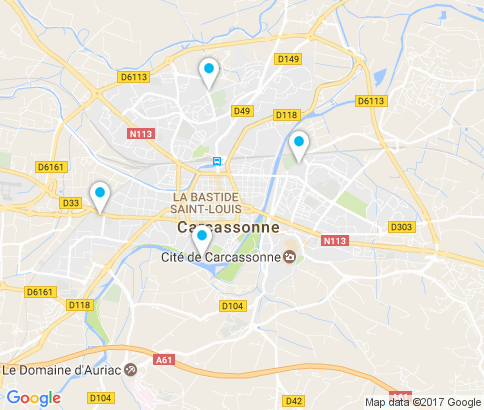 D149
D6113
D49
D118
D6113
N113
D6161
LA BASTIDE
SAINT-LOUIS
D33
Carcassonne
D303
N113
Cité de Carcassonne
D6161
D118
D104
A61
Le Domaine d'Auriac
D104
D42
Google
Map data ©2017 Google